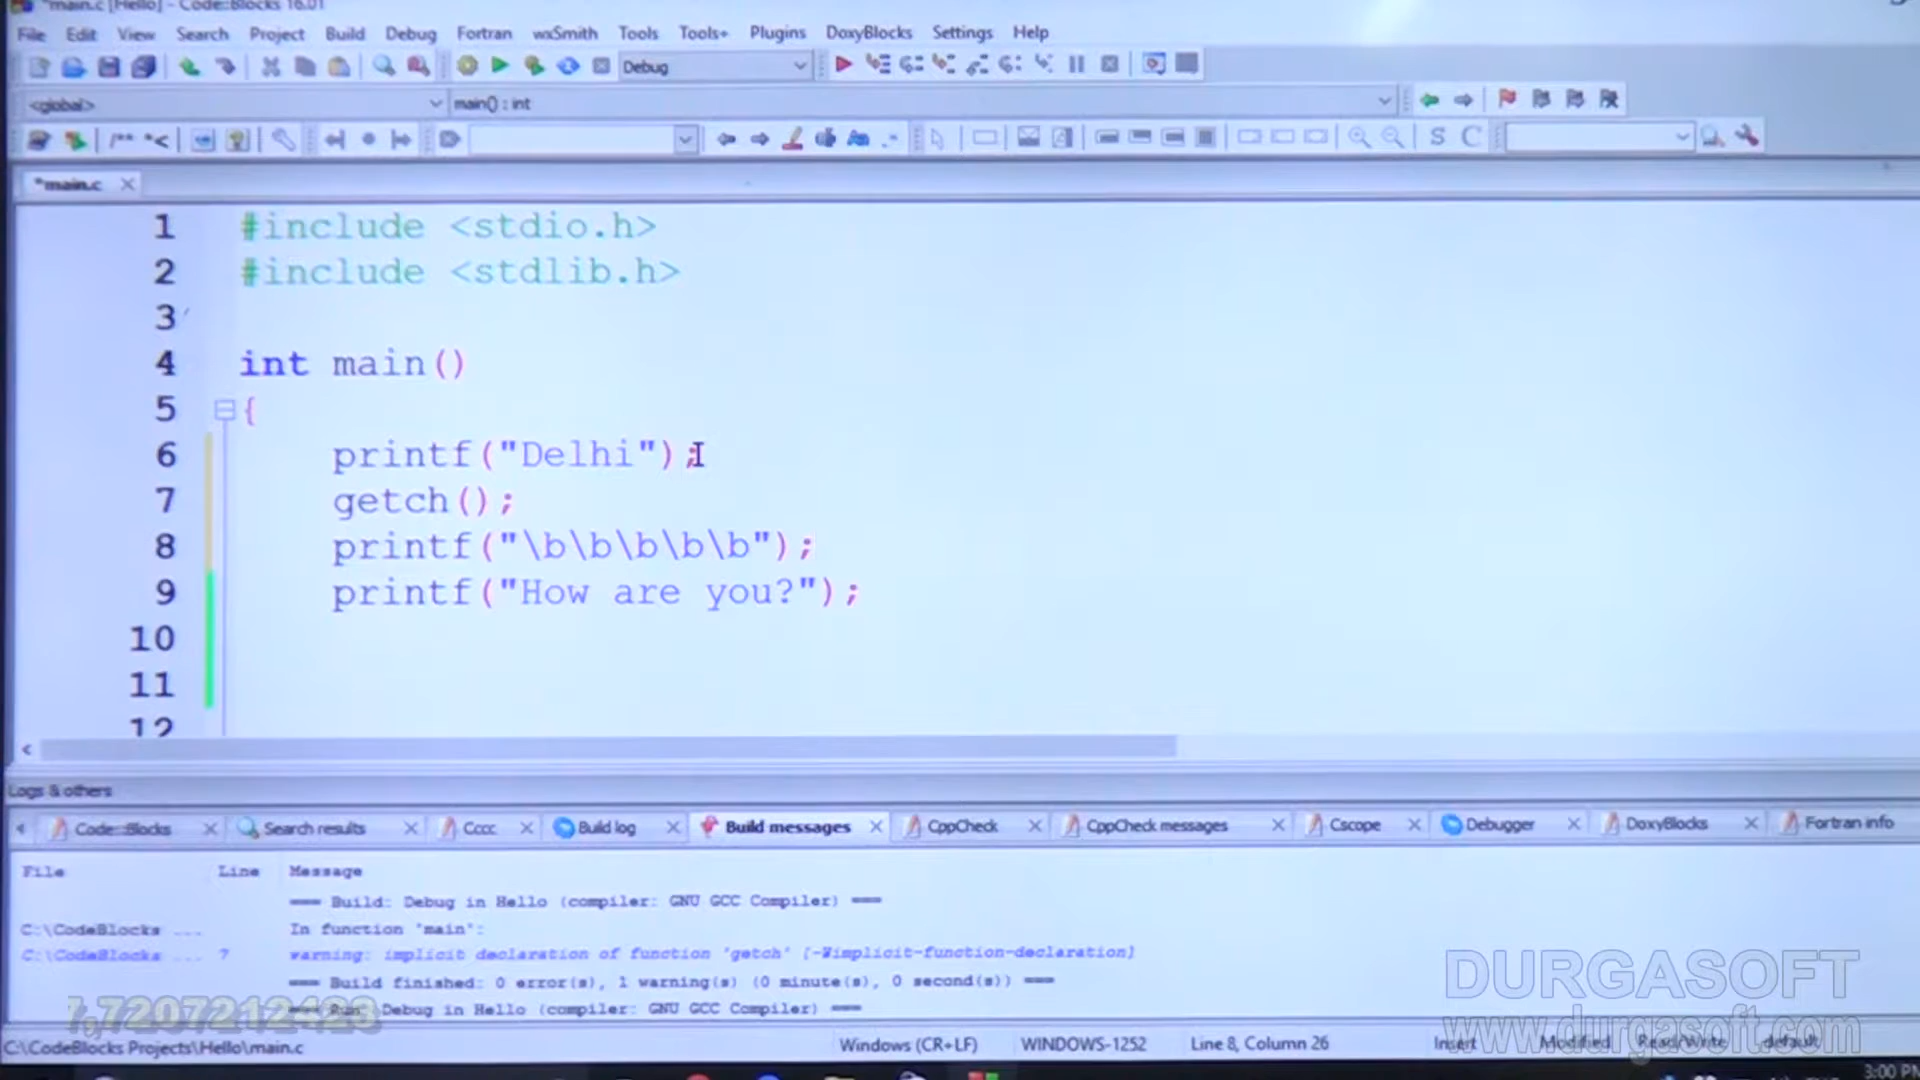 *main.c [Hello] - Code::Blocks 16.01
File Edit View Search Project Build Debug Fortran wxSmith Tools Tools+ Plugins DoxyBlocks Settings Help
Debug
<global> main() : int
/** *<
S C
*main.c
1 #include <stdio.h>
2 #include <stdlib.h>
3
4 int main()
5 {
6 printf("Delhi");
7 getch();
8 printf("\b\b\b\b\b");
9 printf("How are you?");
10
11
12
Logs & others
Code::Blocks Search results Cccc Build log Build messages CppCheck CppCheck messages Cscope Debugger DoxyBlocks Fortran info
File Line Message
=== Build: Debug in Hello (compiler: GNU GCC Compiler) ===
C:\CodeBlocks ... In function 'main':
C:\CodeBlocks ... 7 warning: implicit declaration of function 'getch' [-Wimplicit-function-declaration]
=== Build finished: 0 error(s), 1 warning(s) (0 minute(s), 0 second(s)) ===
=== Run: Debug in Hello (compiler: GNU GCC Compiler) ===
7,7207212428
DURGASOFT
www.durgasoft.com
C:\CodeBlocks Projects\Hello\main.c Windows (CR+LF) WINDOWS-1252 Line 8, Column 26 Insert Modified Read/Write default
3:00 PM